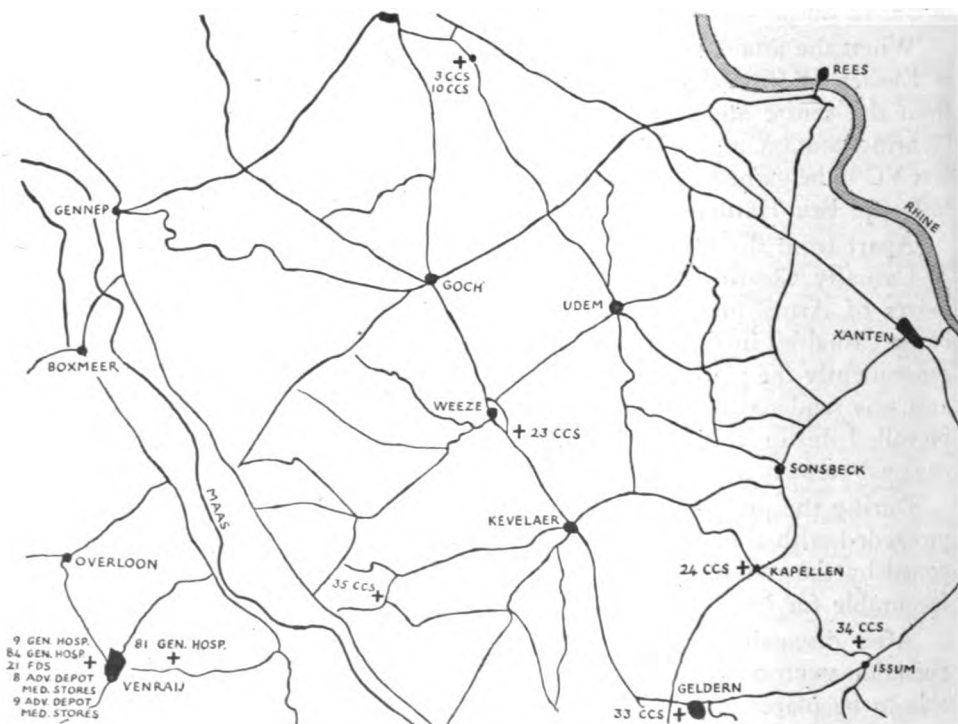 3 CCS
10 CCS
REES
RHINE
GENNEP
GOCH
UDEM
XANTEN
BOXMEER
WEEZE
23 CCS
SONSBECK
MAAS
KEVELAER
OVERLOON
35 CCS
24 CCS
KAPELLEN
9 GEN. HOSP.
84 GEN. HOSP.
21 FDS
8 ADV. DEPOT
MED. STORES
9 ADV. DEPOT
MED. STORES
81 GEN. HOSP.
VENRAIJ
34 CCS
ISSUM
GELDERN
33 CCS